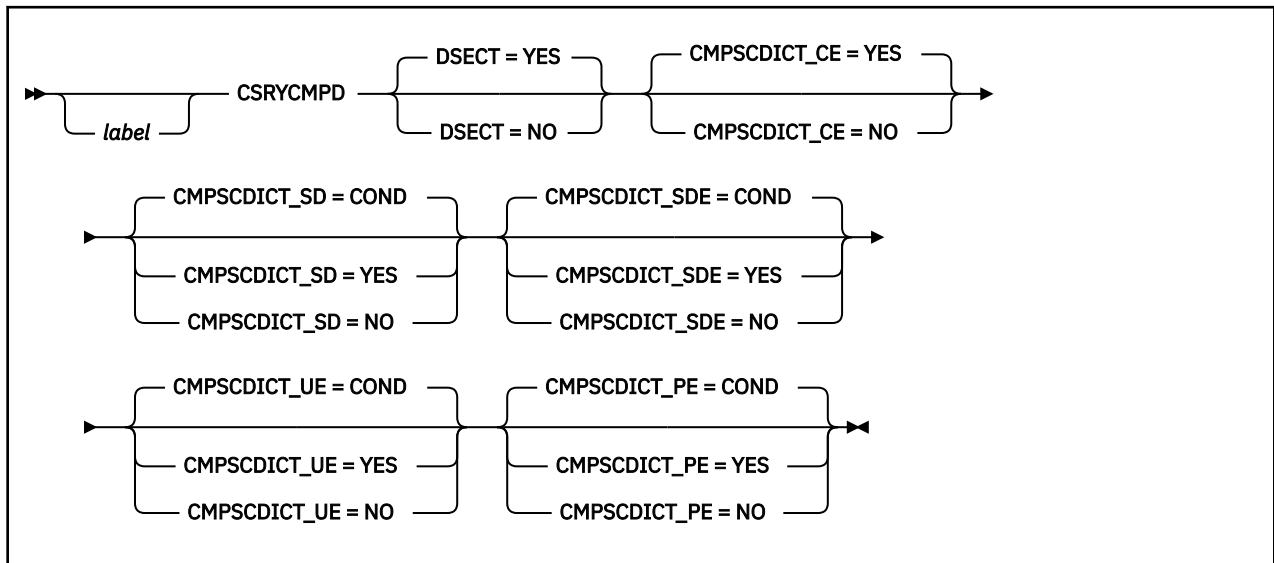 DSECT = YES CMPSCDICT_CE = YES
CSRYCMPD
label DSECT = NO CMPSCDICT_CE = NO
CMPSCDICT_SD = COND CMPSCDICT_SDE = COND
CMPSCDICT_SD = YES CMPSCDICT_SDE = YES
CMPSCDICT_SD = NO CMPSCDICT_SDE = NO
CMPSCDICT_UE = COND CMPSCDICT_PE = COND
CMPSCDICT_UE = YES CMPSCDICT_PE = YES
CMPSCDICT_UE = NO CMPSCDICT_PE = NO